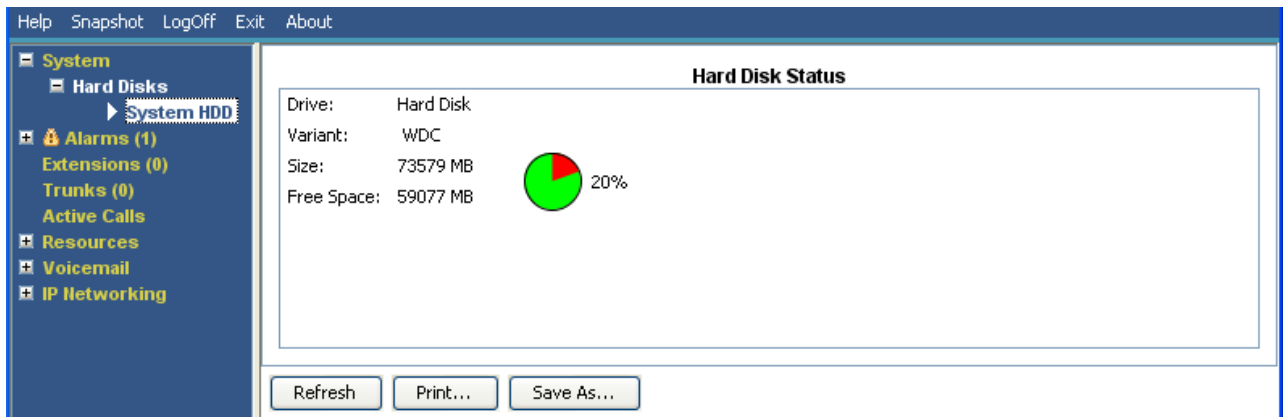 Help Snapshot LogOff Exit About
System
Hard Disks
System HDD
Alarms (1)
Extensions (0)
Trunks (0)
Active Calls
Resources
Voicemail
IP Networking
Hard Disk Status
Drive: Hard Disk
Variant: WDC
Size: 73579 MB
20%
Free Space: 59077 MB
Refresh Print... Save As...